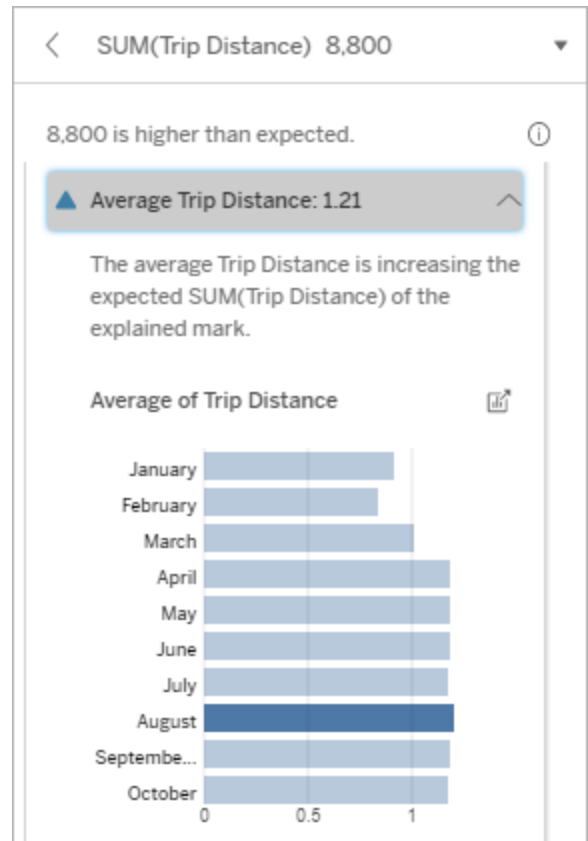 SUM(Trip Distance) 8,800
8,800 is higher than expected.
Average Trip Distance: 1.21
The average Trip Distance is increasing the
expected SUM(Trip Distance) of the
explained mark.
Average of Trip Distance
January
February
March
April
May
June
July
August
Septembe...
October
0 0.5 1